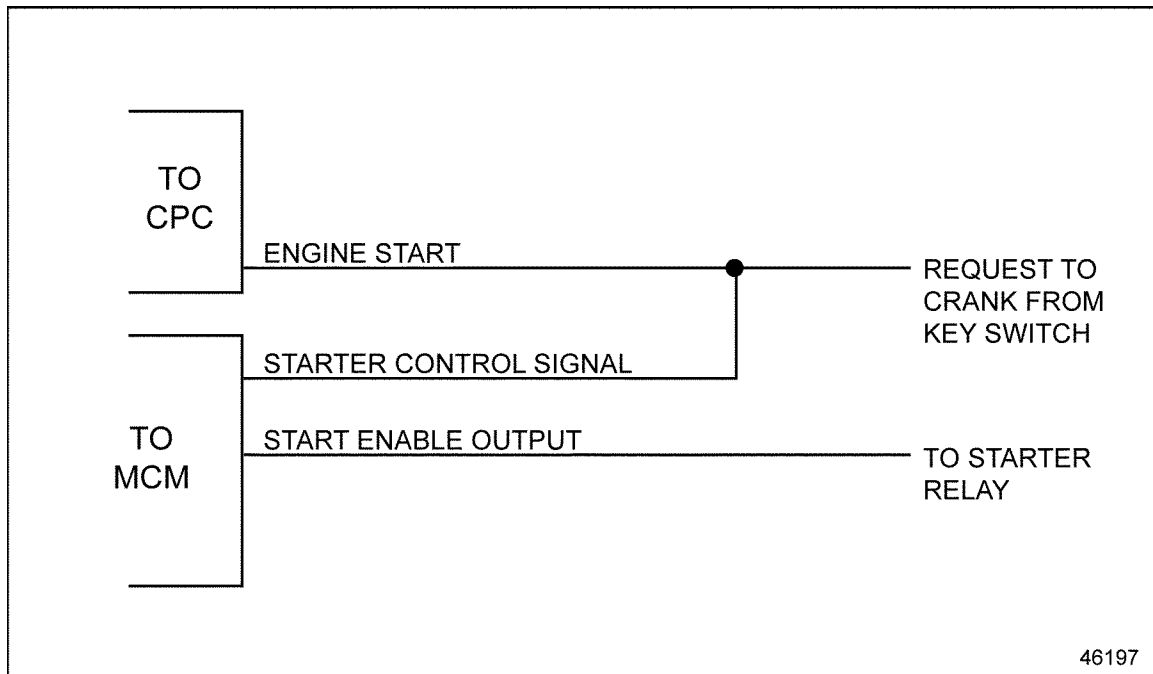 TO
CPC
ENGINE START
REQUEST TO
CRANK FROM
KEY SWITCH
STARTER CONTROL SIGNAL
TO
MCM
START ENABLE OUTPUT
TO STARTER
RELAY
46197